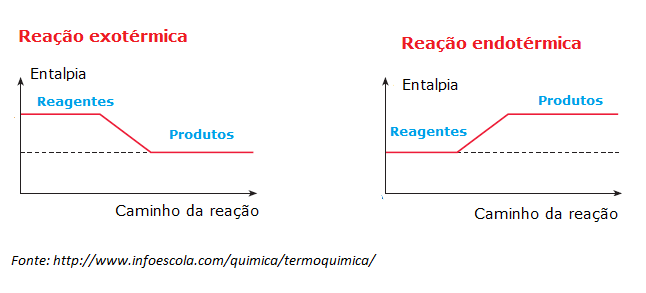 Reação exotérmica
Entalpia
Reagentes
Produtos
Caminho da reação
Reação endotérmica
Entalpia
Produtos
Reagentes
Caminho da reação
Fonte: http://www.infoescola.com/quimica/termoquimica/